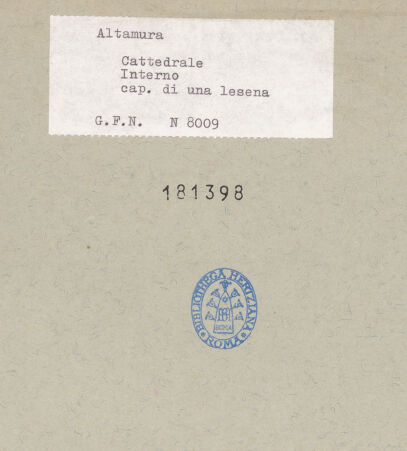 Altamura
Cattedrale
Interno
cap. di una lesena
G.F.N. N 8009
181398
BIBLIOTHECA HERTZIANA
ROMA